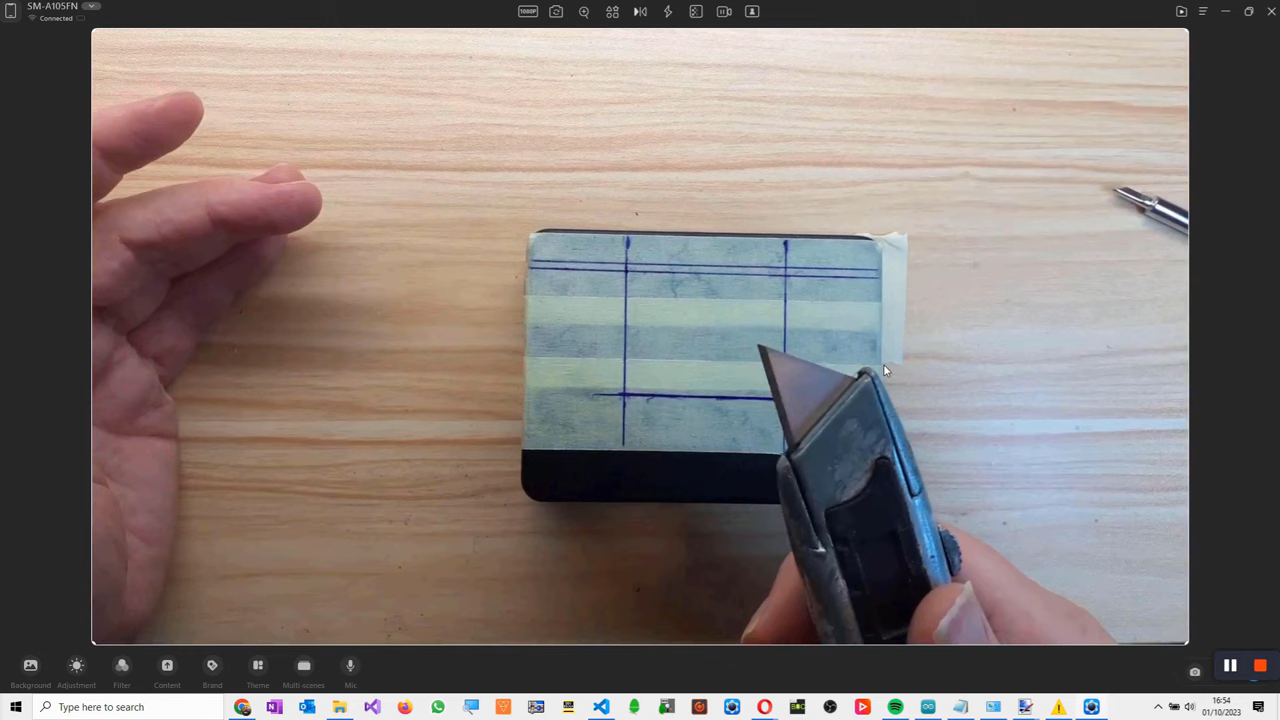 SM-A105FN
Connected
1080P
Background
Adjustment
Filter
Content
Brand
Theme
Multi-scenes
Mic
Type here to search
16:54
01/10/2023